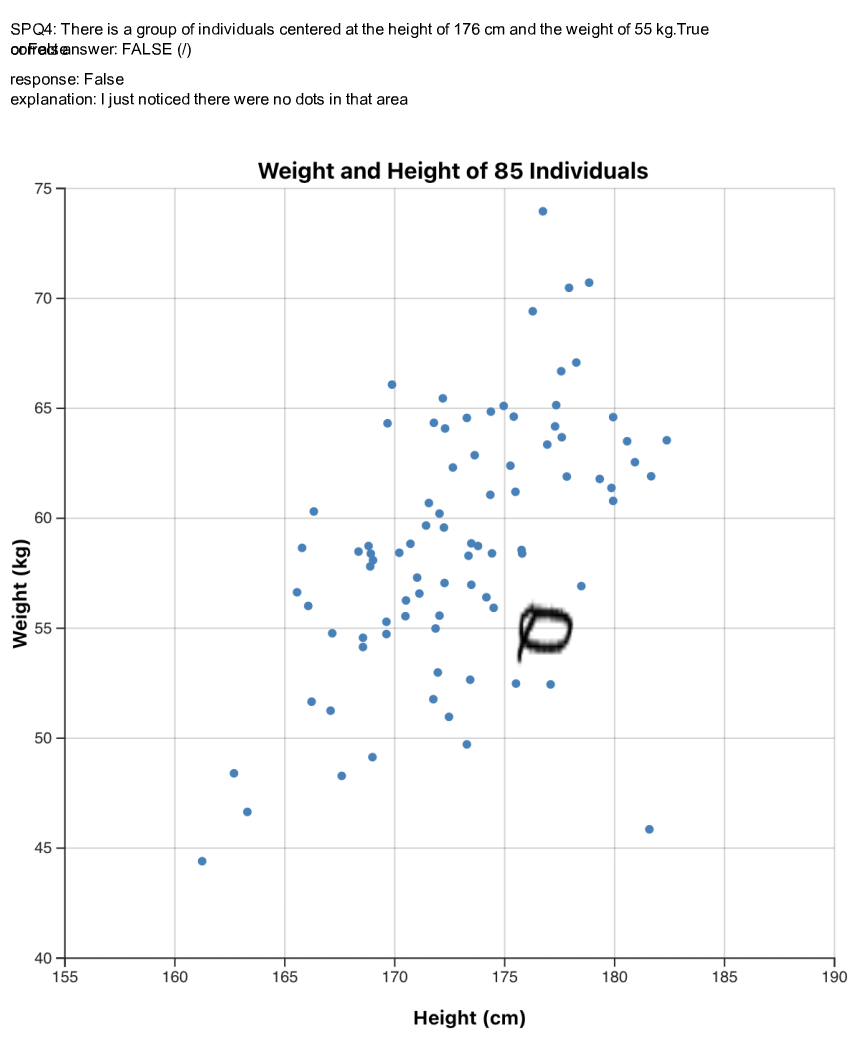 SPQ4: There is a group of individuals centered at the height of 176 cm and the weight of 55 kg.True
or False answer: FALSE (/)
response: False
explanation: I just noticed there were no dots in that area
Weight and Height of 85 Individuals
75
70
65
60
55
50
45
40
Weight (kg)
155 160 165 170 175 180 185 190
Height (cm)